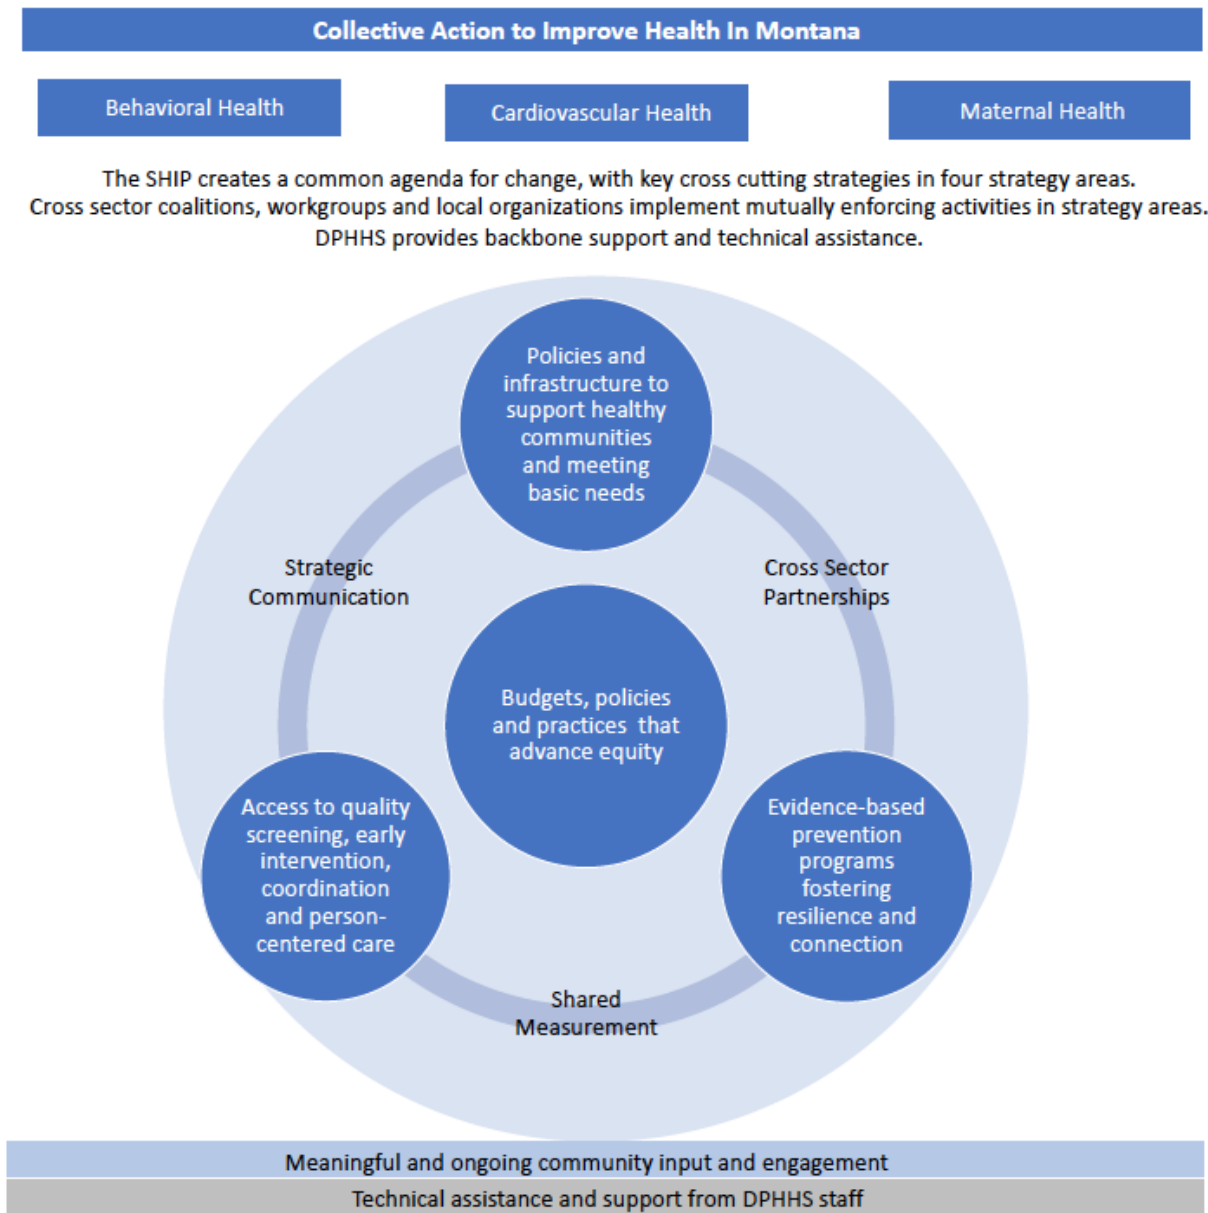 Collective Action to Improve Health In Montana
Behavioral Health
Cardiovascular Health
Maternal Health
The SHIP creates a common agenda for change, with key cross cutting strategies in four strategy areas.
Cross sector coalitions, workgroups and local organizations implement mutually enforcing activities in strategy areas.
DPHHS provides backbone support and technical assistance.
Policies and
infrastructure to
support healthy
communities
and meeting
basic needs
Strategic
Communication
Cross Sector
Partnerships
Budgets, policies
and practices that
advance equity
Access to quality
screening, early
intervention,
coordination
and person-
centered care
Evidence-based
prevention
programs
fostering
resilience and
connection
Shared
Measurement
Meaningful and ongoing community input and engagement
Technical assistance and support from DPHHS staff